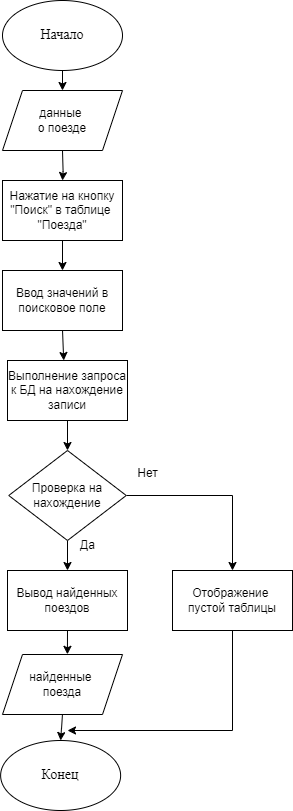 Начало
данные
о поезде
Нажатие на кнопку
"Поиск" в таблице
"Поезда"
Ввод значений в
поисковое поле
Выполнение запроса
к БД на нахождение
записи
Проверка на
нахождение
Нет
Да
Вывод найденных
поездов
Отображение
пустой таблицы
найденные
поезда
Конец